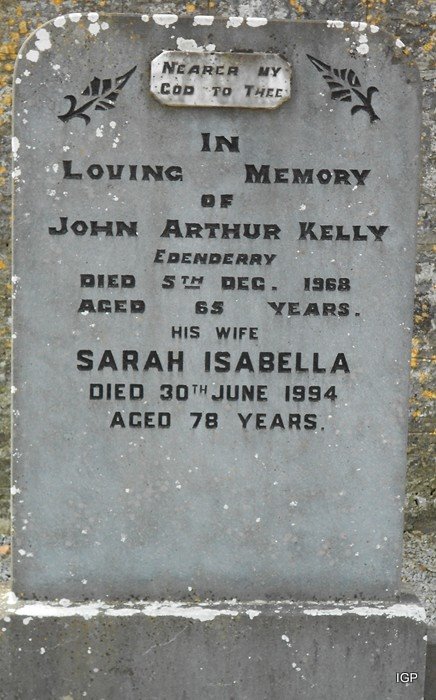 NEARER MY
GOD TO THEE
IN
LOVING MEMORY
OF
JOHN ARTHUR KELLY
EDENDERRY
DIED 5TH DEC. 1968
AGED 65 YEARS.
HIS WIFE
SARAH ISABELLA
DIED 30TH JUNE 1994
AGED 78 YEARS.
IGP